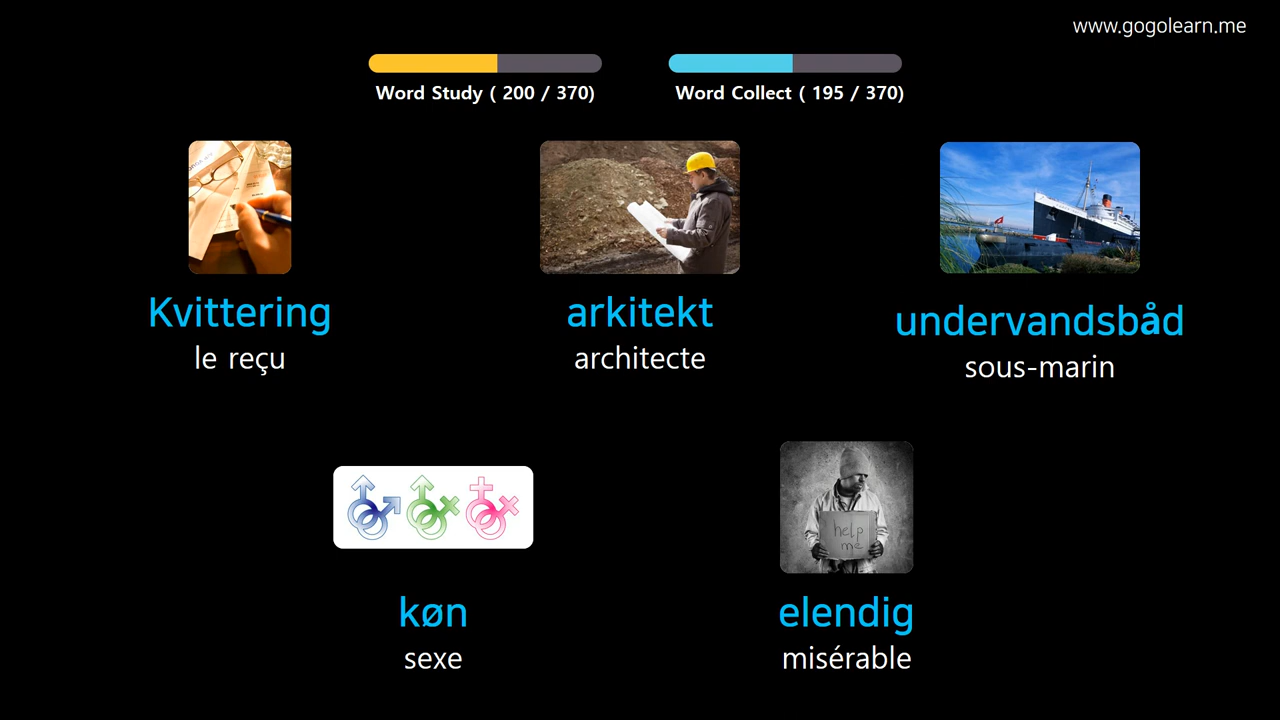 www.gogolearn.me
Word Study ( 200 / 370)
Word Collect ( 195 / 370)
Kvittering
le reçu
arkitekt
architecte
undervandsbåd
sous-marin
help
me
køn
sexe
elendig
misérable